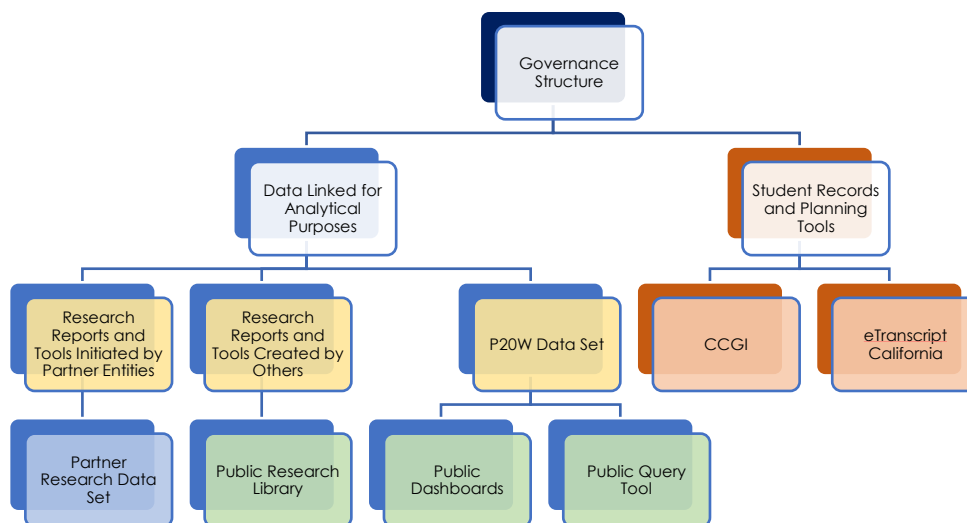 Governance
Structure
Data Linked for
Analytical
Purposes
Student Records
and Planning
Tools
Research
Reports and
Tools Initiated by
Partner Entities
Research
Reports and
Tools Created by
Others
P20W Data Set
CCGI
eTranscript
California
Partner
Research Data
Set
Public Research
Library
Public
Dashboards
Public Query
Tool